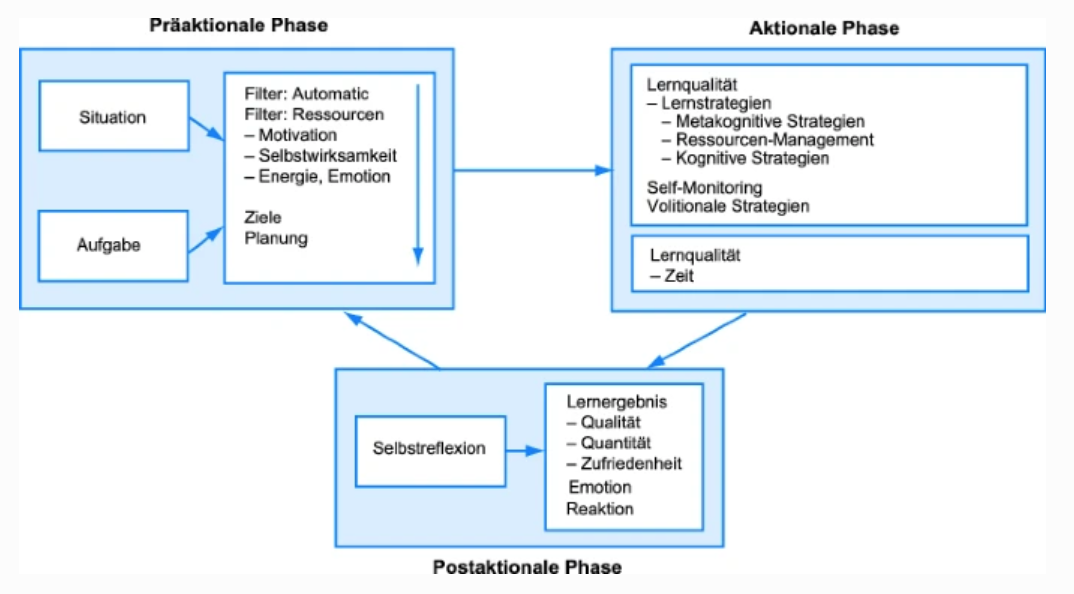 Präaktionale Phase
Situation
Aufgabe
Filter: Automatic
Filter: Ressourcen
– Motivation
– Selbstwirksamkeit
– Energie, Emotion
Ziele
Planung
Aktionale Phase
Lernqualität
– Lernstrategien
– Metakognitive Strategien
– Ressourcen-Management
– Kognitive Strategien
Self-Monitoring
Volitionale Strategien
Lernqualität
– Zeit
Selbstreflexion
Lernergebnis
– Qualität
– Quantität
– Zufriedenheit
Emotion
Reaktion
Postaktionale Phase